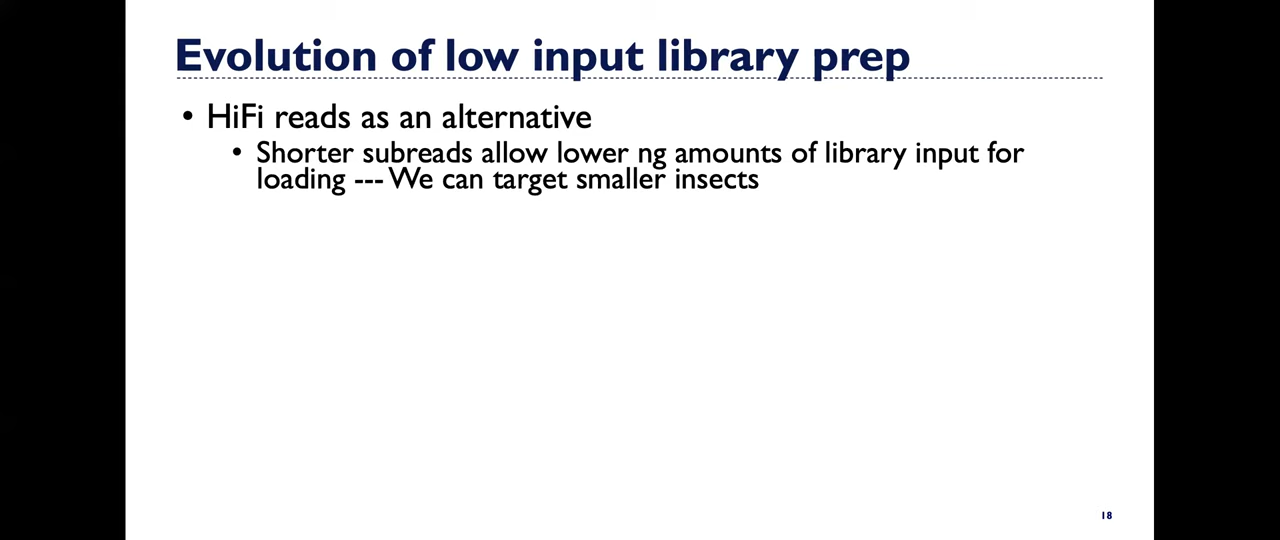 Evolution of low input library prep
• HiFi reads as an alternative
• Shorter subreads allow lower ng amounts of library input for
loading --- We can target smaller insects
18